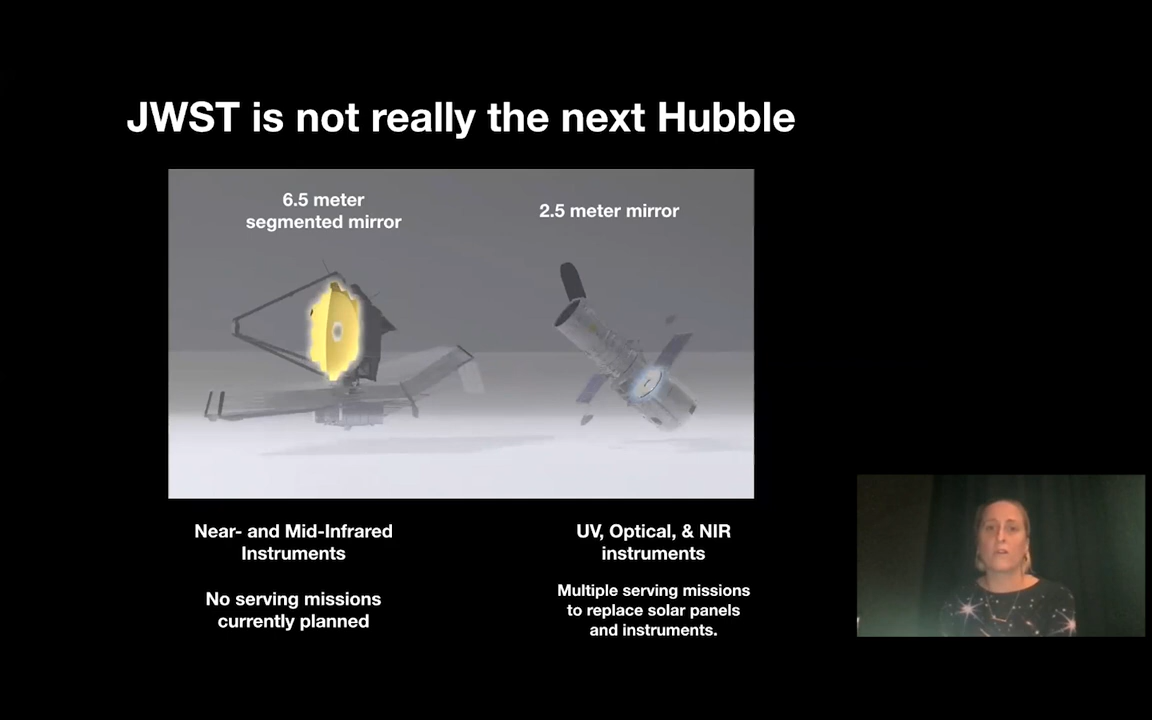 JWST is not really the next Hubble
6.5 meter
segmented mirror
2.5 meter mirror
Near- and Mid-Infrared
Instruments
No serving missions
currently planned
UV, Optical, & NIR
instruments
Multiple serving missions
to replace solar panels
and instruments.